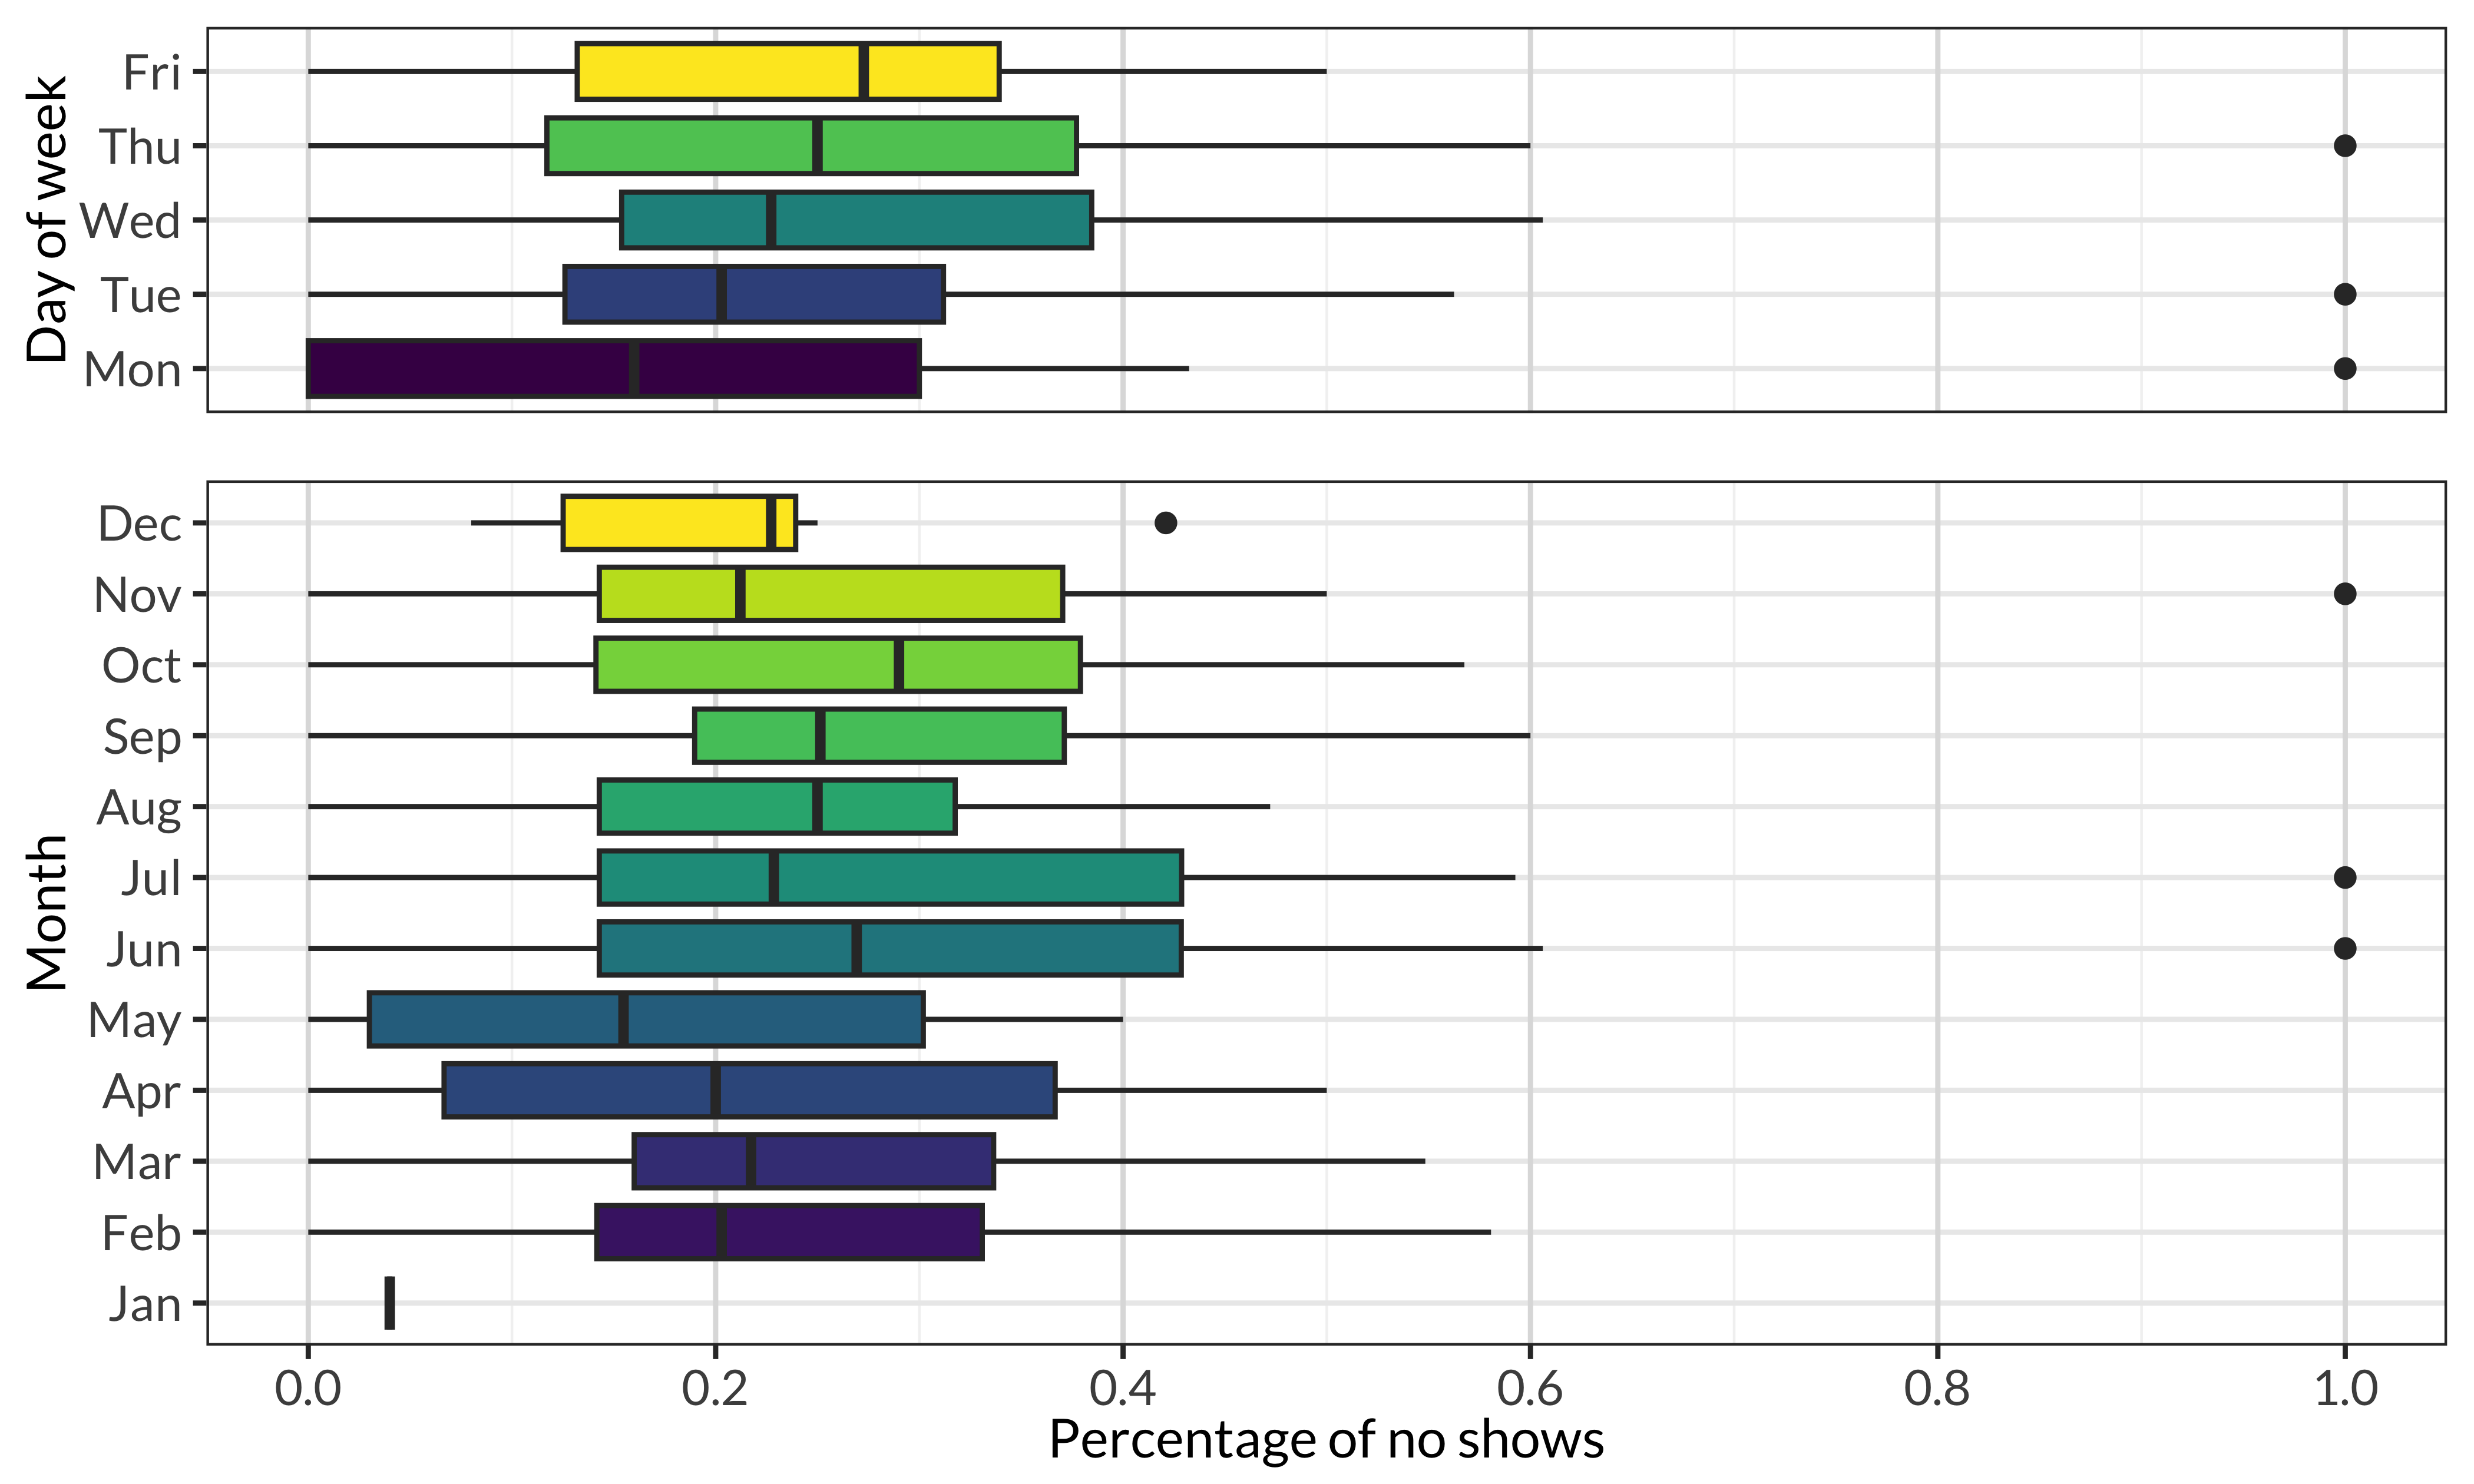 Day of week
Fri
Thu
Wed
Tue
Mon
Month
Dec
Nov
Oct
Sep
Aug
Jul
Jun
May
Apr
Mar
Feb
Jan
0.0 0.2 0.4 0.6 0.8 1.0
Percentage of no shows